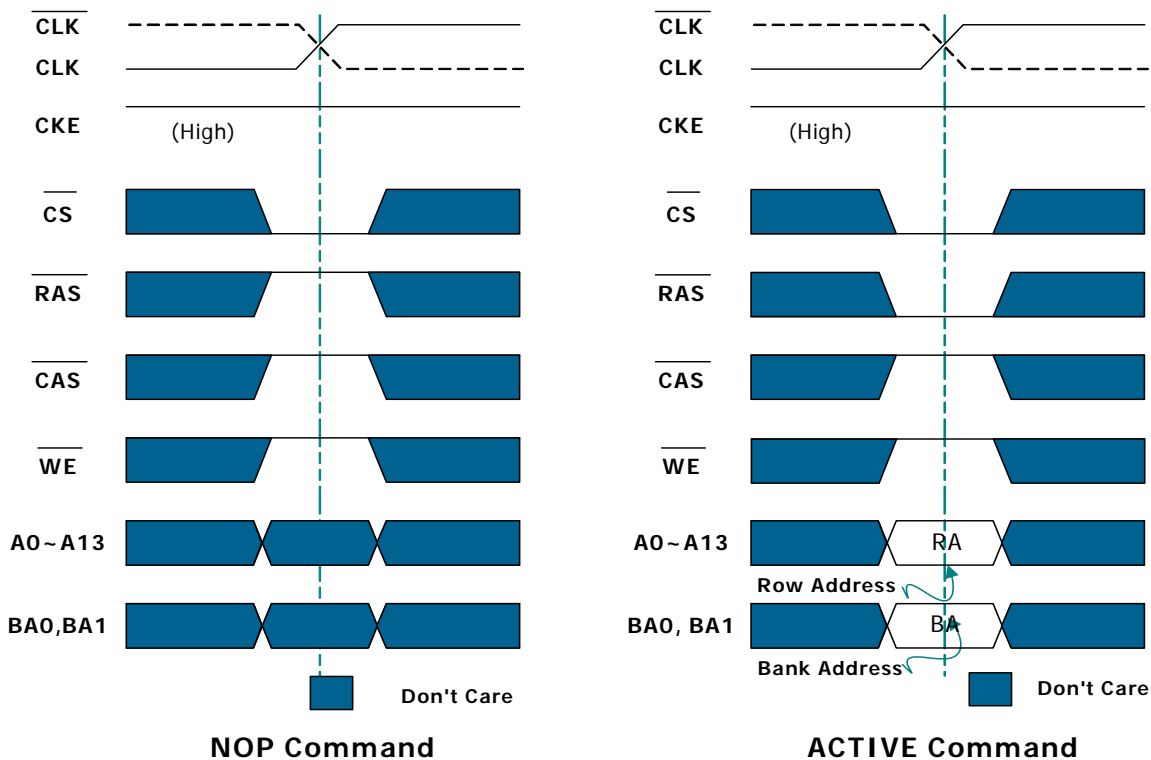 CLK
CLK
CKE
(High)
CS
RAS
CAS
WE
A0~A13
BA0,BA1
Don't Care
NOP Command
CLK
CLK
CKE
(High)
CS
RAS
CAS
WE
A0~A13
RA
Row Address
BA0, BA1
BA
Bank Address
Don't Care
ACTIVE Command